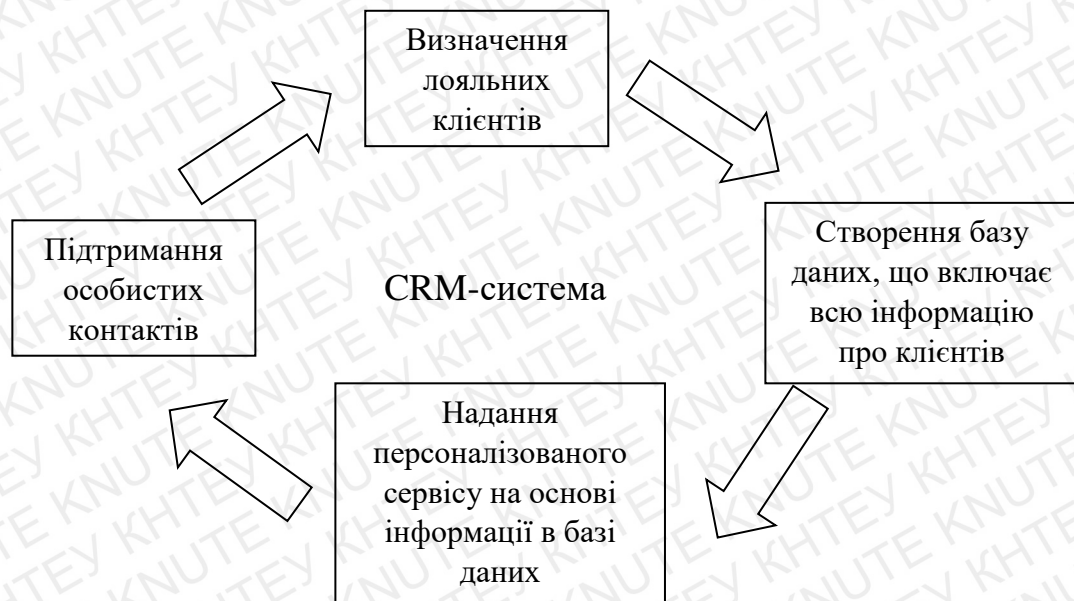 Визначення
лояльних
клієнтів
Створення базу
даних, що включає
всю інформацію
про клієнтів
Підтримання
особистих
контактів
CRM-система
Надання
персоналізованого
сервісу на основі
інформації в базі
даних